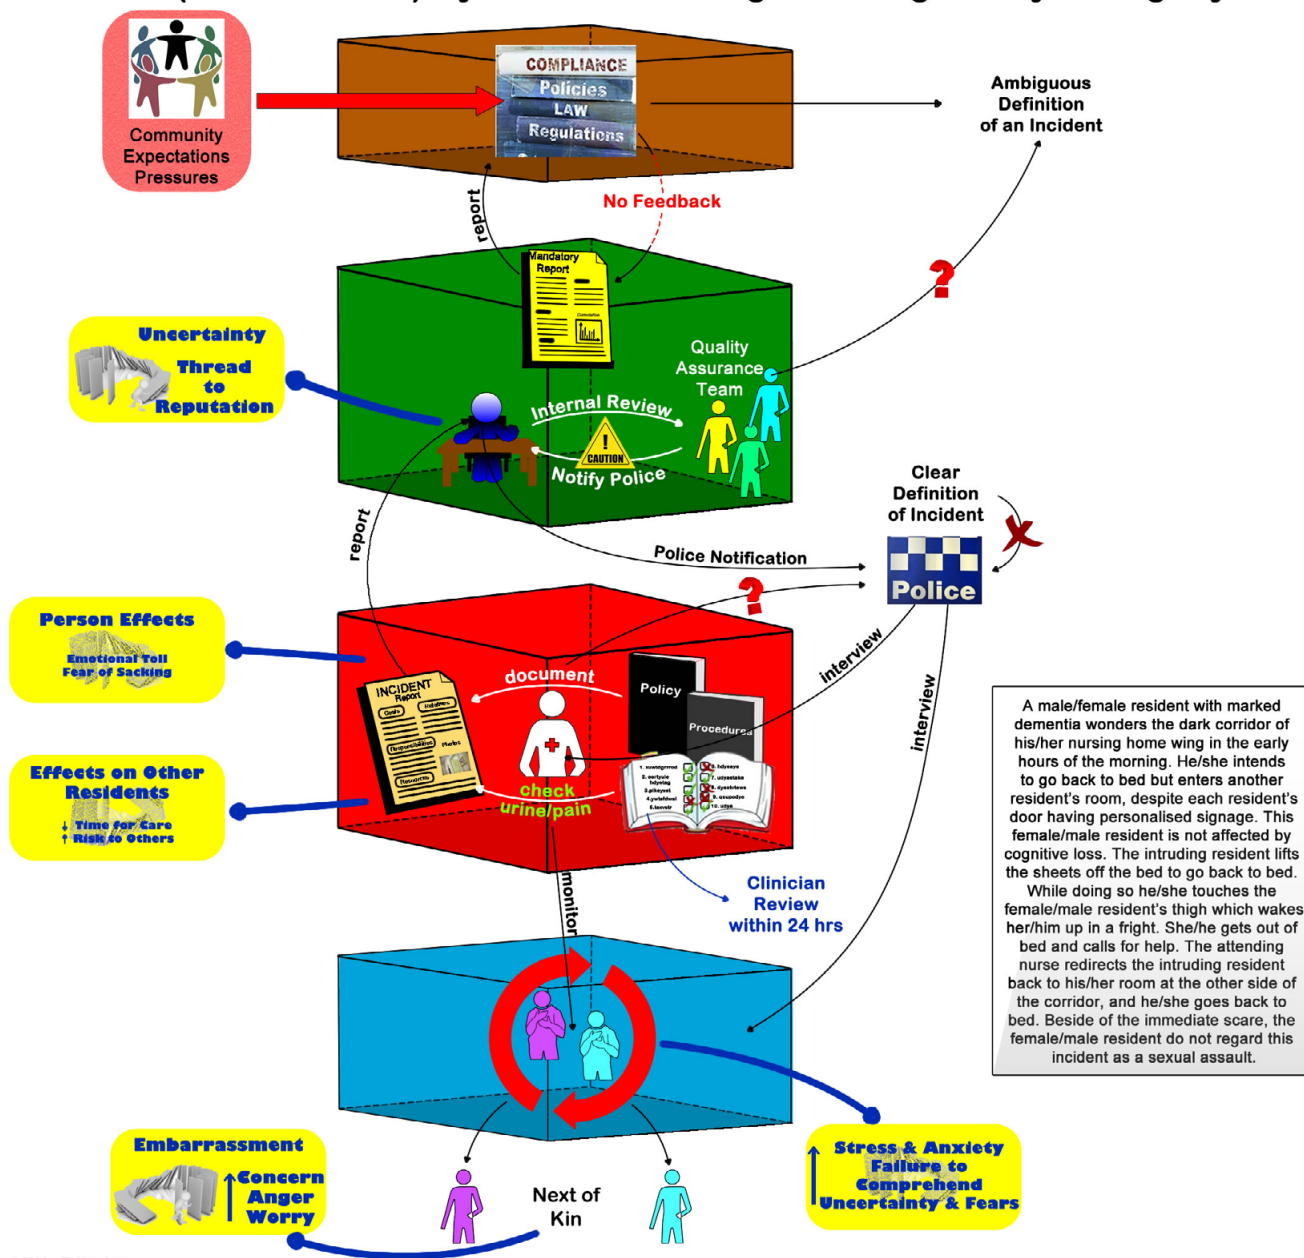 Community
Expectations
Pressures
COMPLIANCE
Policies
LAW
Regulations
Ambiguous
Definition
of an Incident
report
No Feedback
Mandatory
Report
Uncertainty
Thread
to
Reputation
Quality
Assurance
Team
Internal Review
!
CAUTION
Notify Police
Clear
Definition
of Incident
report
Police Notification
?
Police
?
Person Effects
Emotional Toll
Fear of Sacking
interview
interview
document
INCIDENT
Report
Goals
Relatives
Responsibilities
Photos
Resources
Policy
Procedures
check
urine/pain
Effects on Other
Residents
↓ Time for Care
↑ Risk to Others
monitor
Clinician
Review
within 24 hrs
A male/female resident with marked
dementia wonders the dark corridor of
his/her nursing home wing in the early
hours of the morning. He/she intends
to go back to bed but enters another
resident's room, despite each resident's
door having personalised signage. This
female/male resident is not affected by
cognitive loss. The intruding resident lifts
the sheets off the bed to go back to bed.
While doing so he/she touches the
female/male resident's thigh which wakes
her/him up in a fright. She/he gets out of
bed and calls for help. The attending
nurse redirects the intruding resident
back to his/her room at the other side of
the corridor, and he/she goes back to
bed. Beside of the immediate scare, the
female/male resident do not regard this
incident as a sexual assault.
Embarrassment
Concern
Anger
Worry
Next of
Kin
Stress & Anxiety
Failure to
Comprehend
Uncertainty & Fears